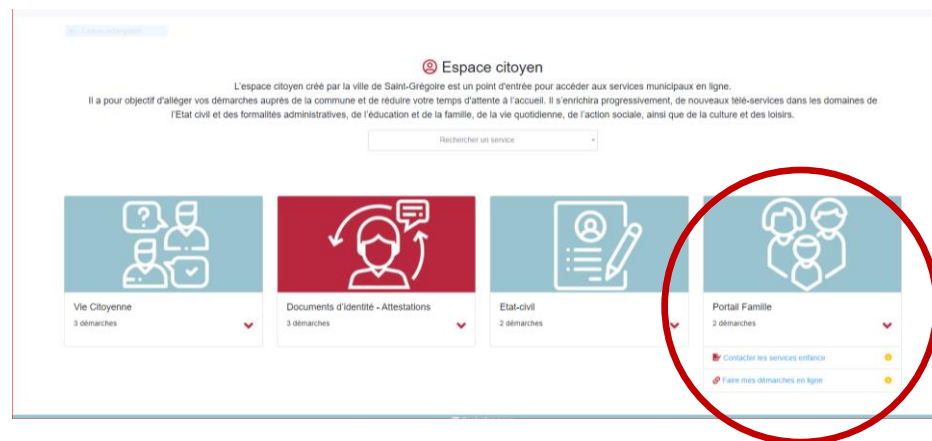 Espace citoyen
L'espace citoyen créé par la ville de Saint-Grégoire est un point d'entrée pour accéder aux services municipaux en ligne.
Il a pour objectif d'alléger vos démarches auprès de la commune et de réduire votre temps d'attente à l'accueil. Il s'enrichira progressivement, de nouveaux télé-services dans les domaines de
l'Etat civil et des formalités administratives, de l'éducation et de la famille, de la vie quotidienne, de l'action sociale, ainsi que de la culture et des loisirs.
Rechercher un service
Vie Citoyenne
3 démarches
Documents d'identité - Attestations
3 démarches
Etat-civil
2 démarches
Portail Famille
2 démarches
Contacter les services enfance
Faire mes démarches en ligne